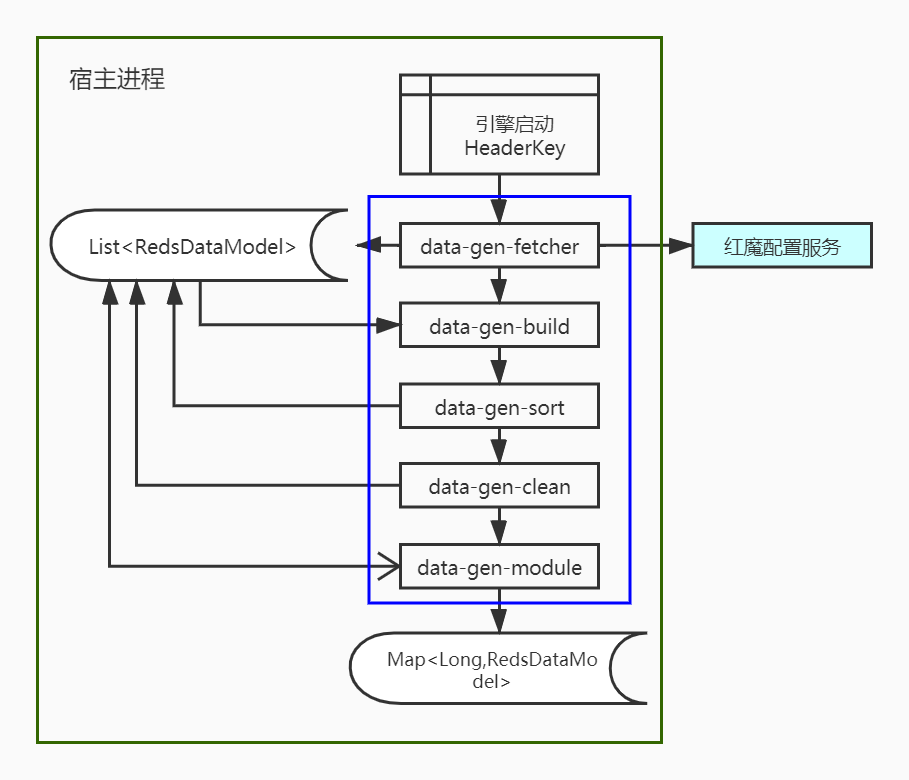 宿主进程
引擎启动
HeaderKey
List<RedsDataModel>
data-gen-fetcher
红魔配置服务
data-gen-build
data-gen-sort
data-gen-clean
data-gen-module
Map<Long,RedsDataMo
del>